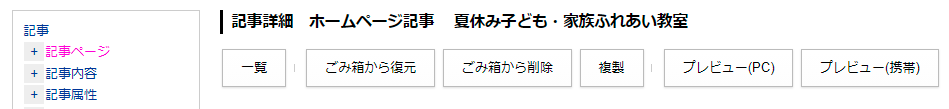 記事
+ 記事ページ
+ 記事内容
+ 記事属性
記事詳細　ホームページ記事　夏休み子ども・家族ふれあい教室
一覧 ごみ箱から復元 ごみ箱から削除 複製 プレビュー(PC) プレビュー(携帯)